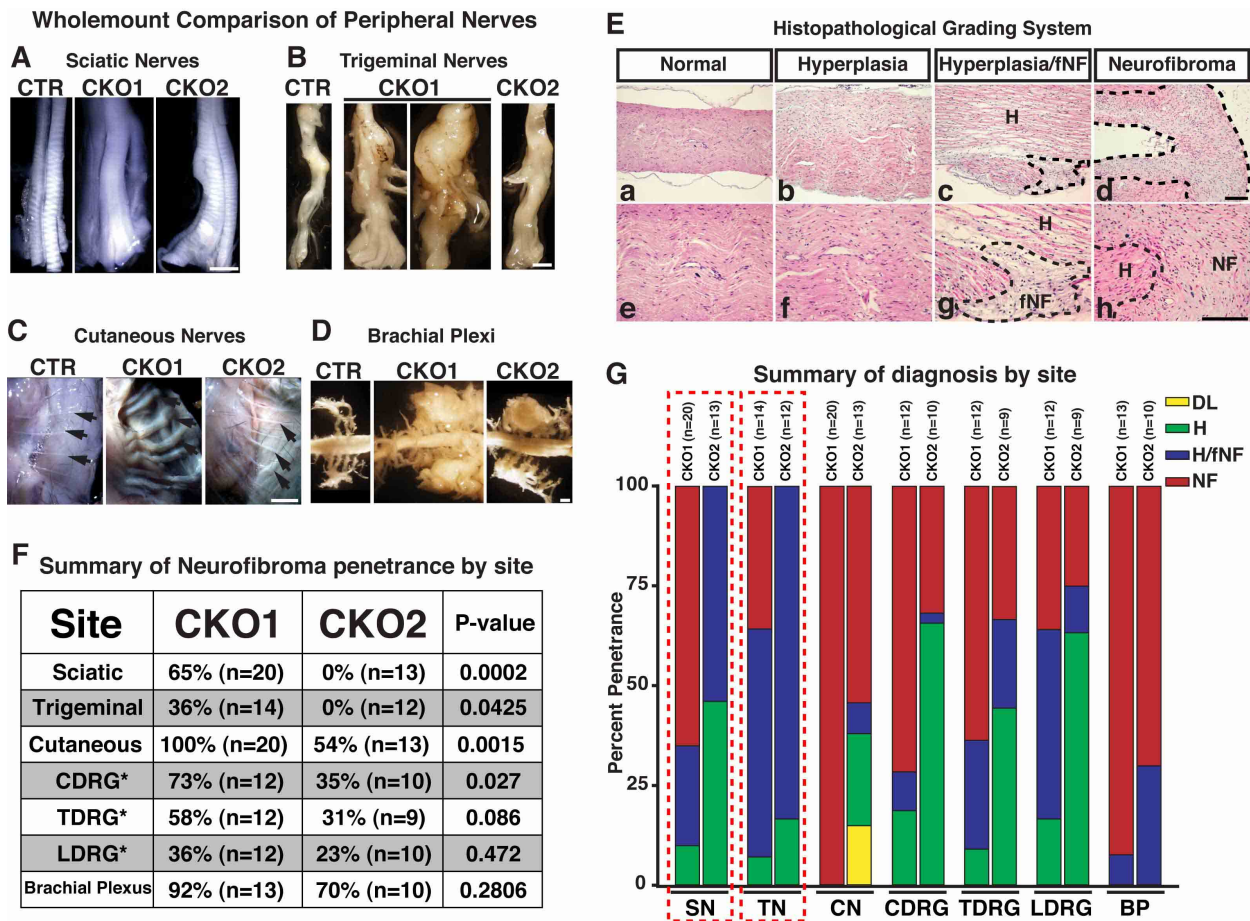 Wholemount Comparison of Peripheral Nerves
A
Sciatic Nerves
CTR CKO1 CKO2
B
Trigeminal Nerves
CTR CKO1 CKO2
C
Cutaneous Nerves
CTR CKO1 CKO2
D
Brachial Plexi
CTR CKO1 CKO2
E
Histopathological Grading System
Normal Hyperplasia Hyperplasia/fNF Neurofibroma
a b H c d
e f H fNF g H NF h
F Summary of Neurofibroma penetrance by site
Site CKO1 CKO2 P-value
Sciatic 65% (n=20) 0% (n=13) 0.0002
Trigeminal 36% (n=14) 0% (n=12) 0.0425
Cutaneous 100% (n=20) 54% (n=13) 0.0015
CDRG* 73% (n=12) 35% (n=10) 0.027
TDRG* 58% (n=12) 31% (n=9) 0.086
LDRG* 36% (n=12) 23% (n=10) 0.472
Brachial Plexus 92% (n=13) 70% (n=10) 0.2806
G Summary of diagnosis by site
DL
H
H/fNF
NF
CKO1 (n=20)
CKO2 (n=13)
CKO1 (n=14)
CKO2 (n=12)
CKO1 (n=20)
CKO2 (n=13)
CKO1 (n=12)
CKO2 (n=10)
CKO1 (n=12)
CKO2 (n=9)
CKO1 (n=12)
CKO2 (n=9)
CKO1 (n=13)
CKO2 (n=10)
Percent Penetrance
100
75
50
25
0
SN TN CN CDRG TDRG LDRG BP